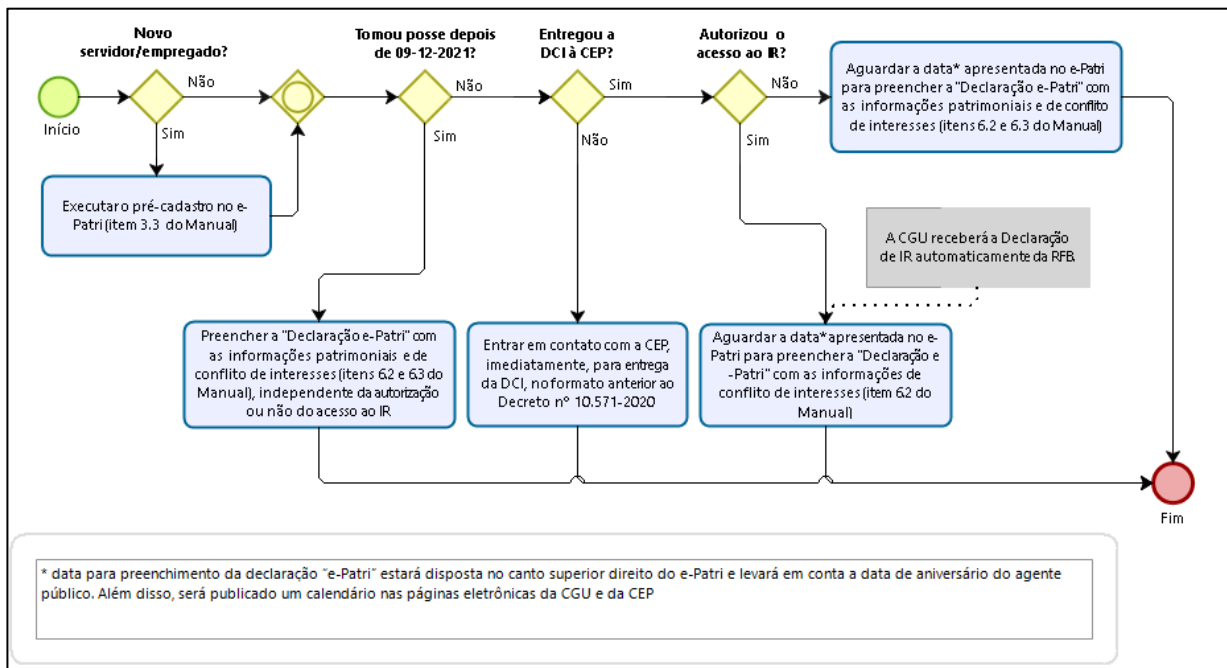 Novo
servidor/empregado?
Tomou posse depois
de 09-12-2021?
Entregou a
DCI à CEP?
Autorizou o
acesso ao IR?
Início
Não
Sim
Não
Sim
Sim
Não
Não
Sim
Aguardar a data* apresentada no e-Patri
para preencher a "Declaração e-Patri" com
as informações patrimoniais e de conflito
de interesses (itens 6.2 e 6.3 do Manual)
Executar o pré-cadastro no e-
Patri (item 3.3 do Manual)
A CGU receberá a Declaração
de IR automaticamente da RFB.
Preencher a "Declaração e-Patri" com
as informações patrimoniais e de
conflito de interesses (itens 6.2 e 6.3 do
Manual), independente da autorização
ou não do acesso ao IR
Entrar em contato com a CEP,
imediatamente, para entrega
da DCI, no formato anterior ao
Decreto nº 10.571-2020
Aguardar a data* apresentada no e-
Patri para preencher a "Declaração e
-Patri" com as informações de
conflito de interesses (item 6.2 do
Manual)
Fim
* data para preenchimento da declaração "e-Patri" estará disposta no canto superior direito do e-Patri e levará em conta a data de aniversário do agente
público. Além disso, será publicado um calendário nas páginas eletrônicas da CGU e da CEP